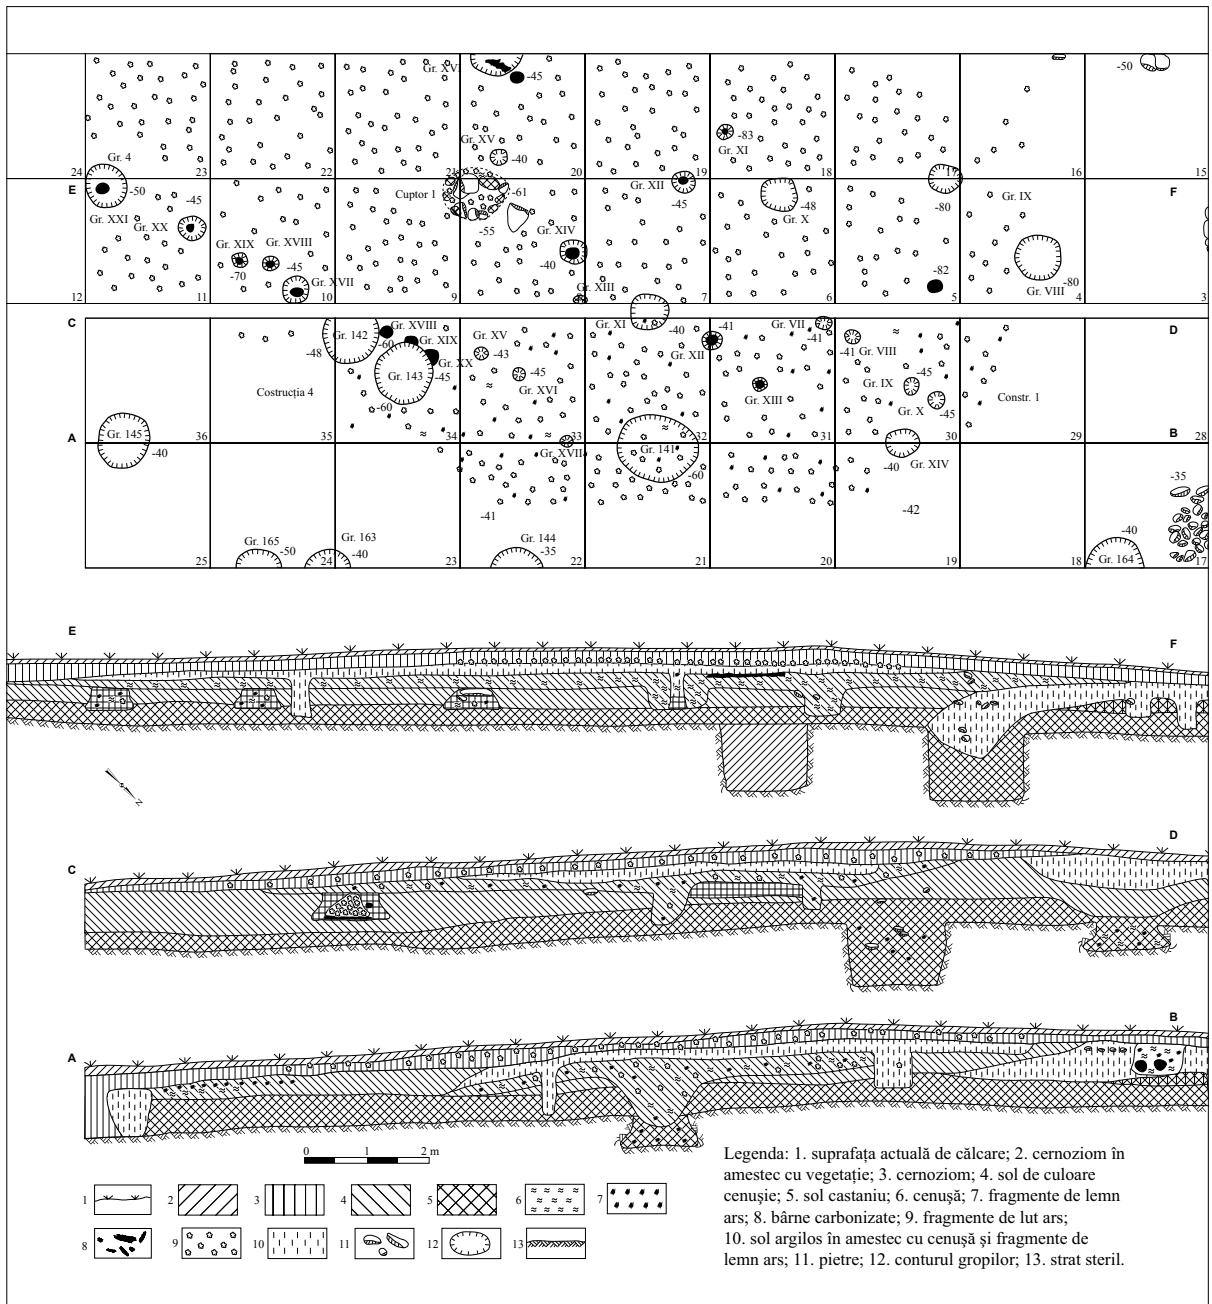 Gr. XVI
-45
-50
Gr. XV
-40
-83
Gr. XI
Gr. 4
24
23
22
21
20
19
18
17
16
15
E
-50
-45
Cuptor 1
-61
-55
Gr. XII
-45
-48
Gr. X
-80
Gr. IX
F
Gr. XXI
Gr. XX
Gr. XIX
Gr. XVIII
-70
-45
Gr. XVII
Gr. XIV
-40
Gr. XIII
-82
-80
Gr. VIII
12
11
10
9
7
6
5
4
3
C
Gr. 142
Gr. XVIII
-60
Gr. XIX
Gr. XX
-48
Gr. 143
-45
-60
Gr. XV
-43
-45
Gr. XVI
Gr. XI
-40
-41
Gr. XII
Gr. XIII
Gr. VII
-41
-41
Gr. VIII
-45
Gr. IX
Gr. X
-45
D
Costrucția 4
Constr. 1
Gr. 145
-40
A
36
35
34
33
32
31
30
29
28
B
Gr. XVII
Gr. 141
-60
-40
Gr. XIV
-35
-41
-42
Gr. 165
-50
Gr. 163
-40
Gr. 144
-35
-40
Gr. 164
25
24
23
22
21
20
19
18
17
E
F
N
C
D
A
B
0 1 2 m
1
2
3
4
5
6
7
8
9
10
11
12
13
Legenda: 1. suprafața actuală de călcare; 2. cernoziom în
amestec cu vegetație; 3. cernoziom; 4. sol de culoare
cenușie; 5. sol castaniu; 6. cenușă; 7. fragmente de lemn
ars; 8. bârne carbonizate; 9. fragmente de lut ars;
10. sol argilos în amestec cu cenușă și fragmente de
lemn ars; 11. pietre; 12. conturul gropilor; 13. strat steril.